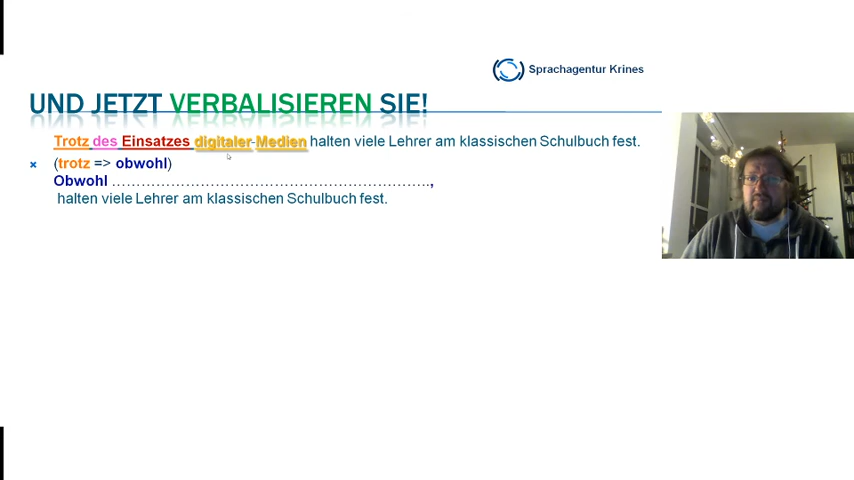 Sprachagentur Krines
UND JETZT VERBALISIEREN SIE!
Trotz des Einsatzes digitaler Medien halten viele Lehrer am klassischen Schulbuch fest.
(trotz => obwohl)
Obwohl ……………………………………………………….,
halten viele Lehrer am klassischen Schulbuch fest.